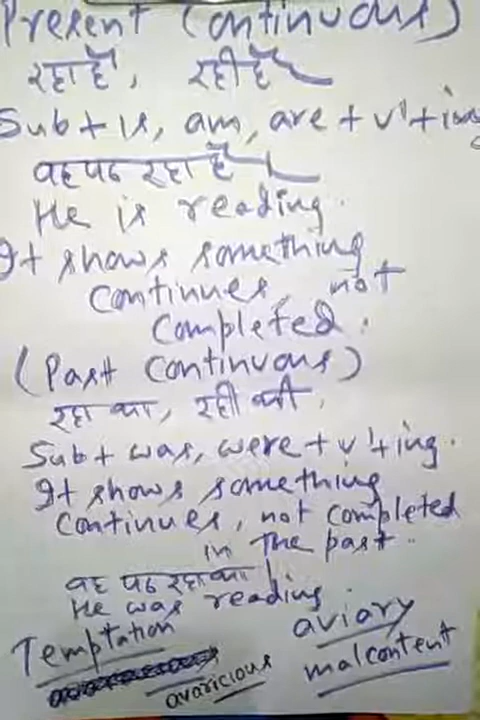 Present Continuous)
रहा है, रही है
Sub + is, am, are + v¹+ing
वह पढ रहा है।
He is reading.
It shows something
continues, not
completed.
(Past Continuous)
रहा था, रही थी,
Sub + was, were + v¹+ing.
It shows something
continues, not completed
in the past.
वह पढ रहा था।
He was reading.
Temptation
aviary
avaricious
malcontent